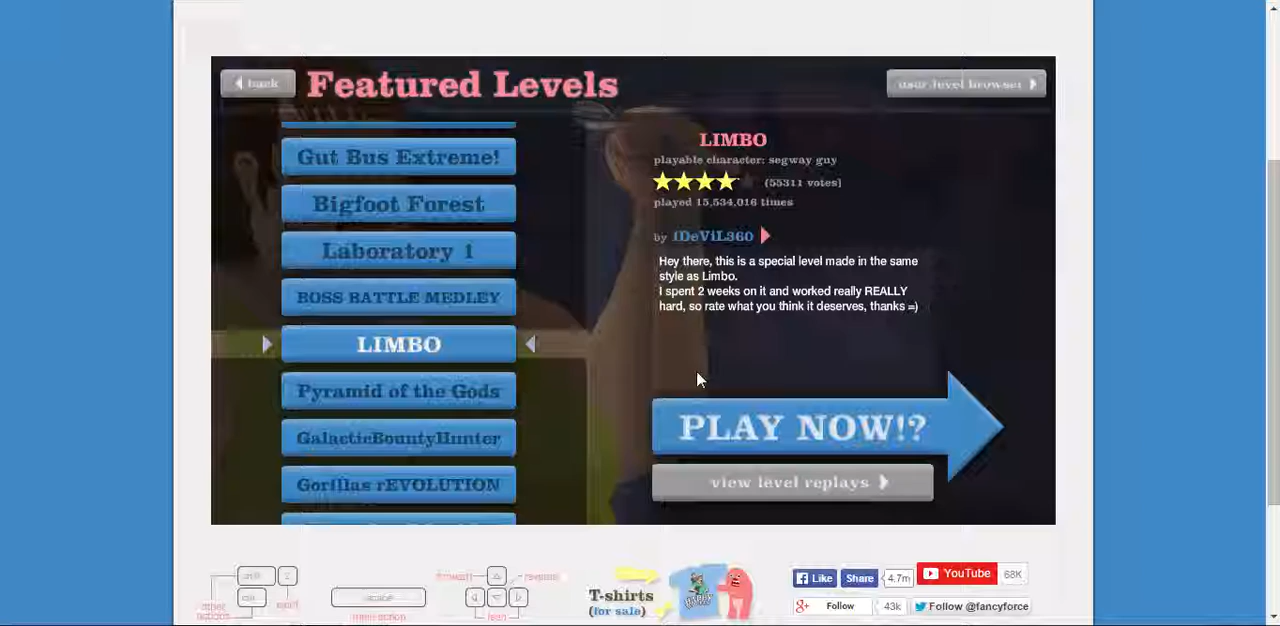 back
Featured Levels
user level browser
Gut Bus Extreme!
Bigfoot Forest
Laboratory 1
BOSS BATTLE MEDLEY
LIMBO
Pyramid of the Gods
GalacticBountyHunter
Gorillas rEVOLUTION
LIMBO
playable character: segway guy
(55311 votes)
played 15,534,016 times
by 1DeViL360
Hey there, this is a special level made in the same
style as Limbo.
I spent 2 weeks on it and worked really REALLY
hard, so rate what you think it deserves, thanks =)
PLAY NOW!?
view level replays
T-shirts
(for sale)
Like
Share
4.7m
YouTube
68K
Follow
43k
Follow @fancyforce